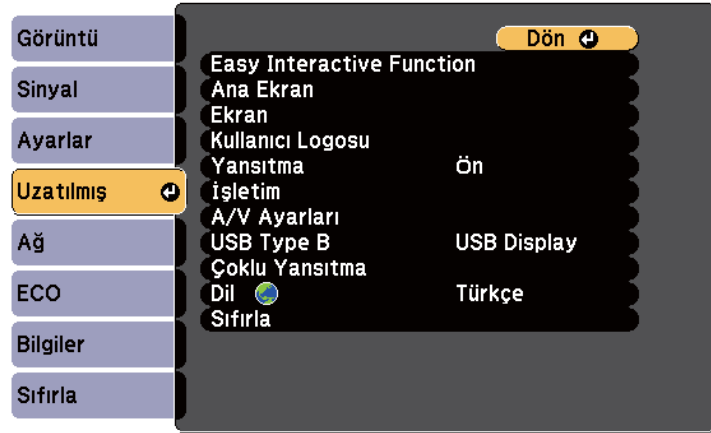 Görüntü
Sinyal
Ayarlar
Uzatılmış
Ağ
ECO
Bilgiler
Sıfırla
Dön
Easy Interactive Function
Ana Ekran
Ekran
Kullanıcı Logosu
Yansıtma Ön
İşletim
A/V Ayarları
USB Type B USB Display
Çoklu Yansıtma
Dil Türkçe
Sıfırla